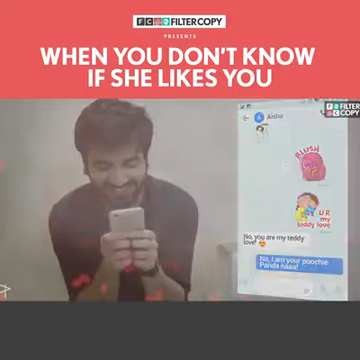 FC FILTERCOPY
PRESENTS
WHEN YOU DON'T KNOW
IF SHE LIKES YOU
FILTER
COPY
A Aisha
BLUSH
U R
my
teddy love
No, you are my teddy
love! 😍
No, I am your poochie
Panda naaa!